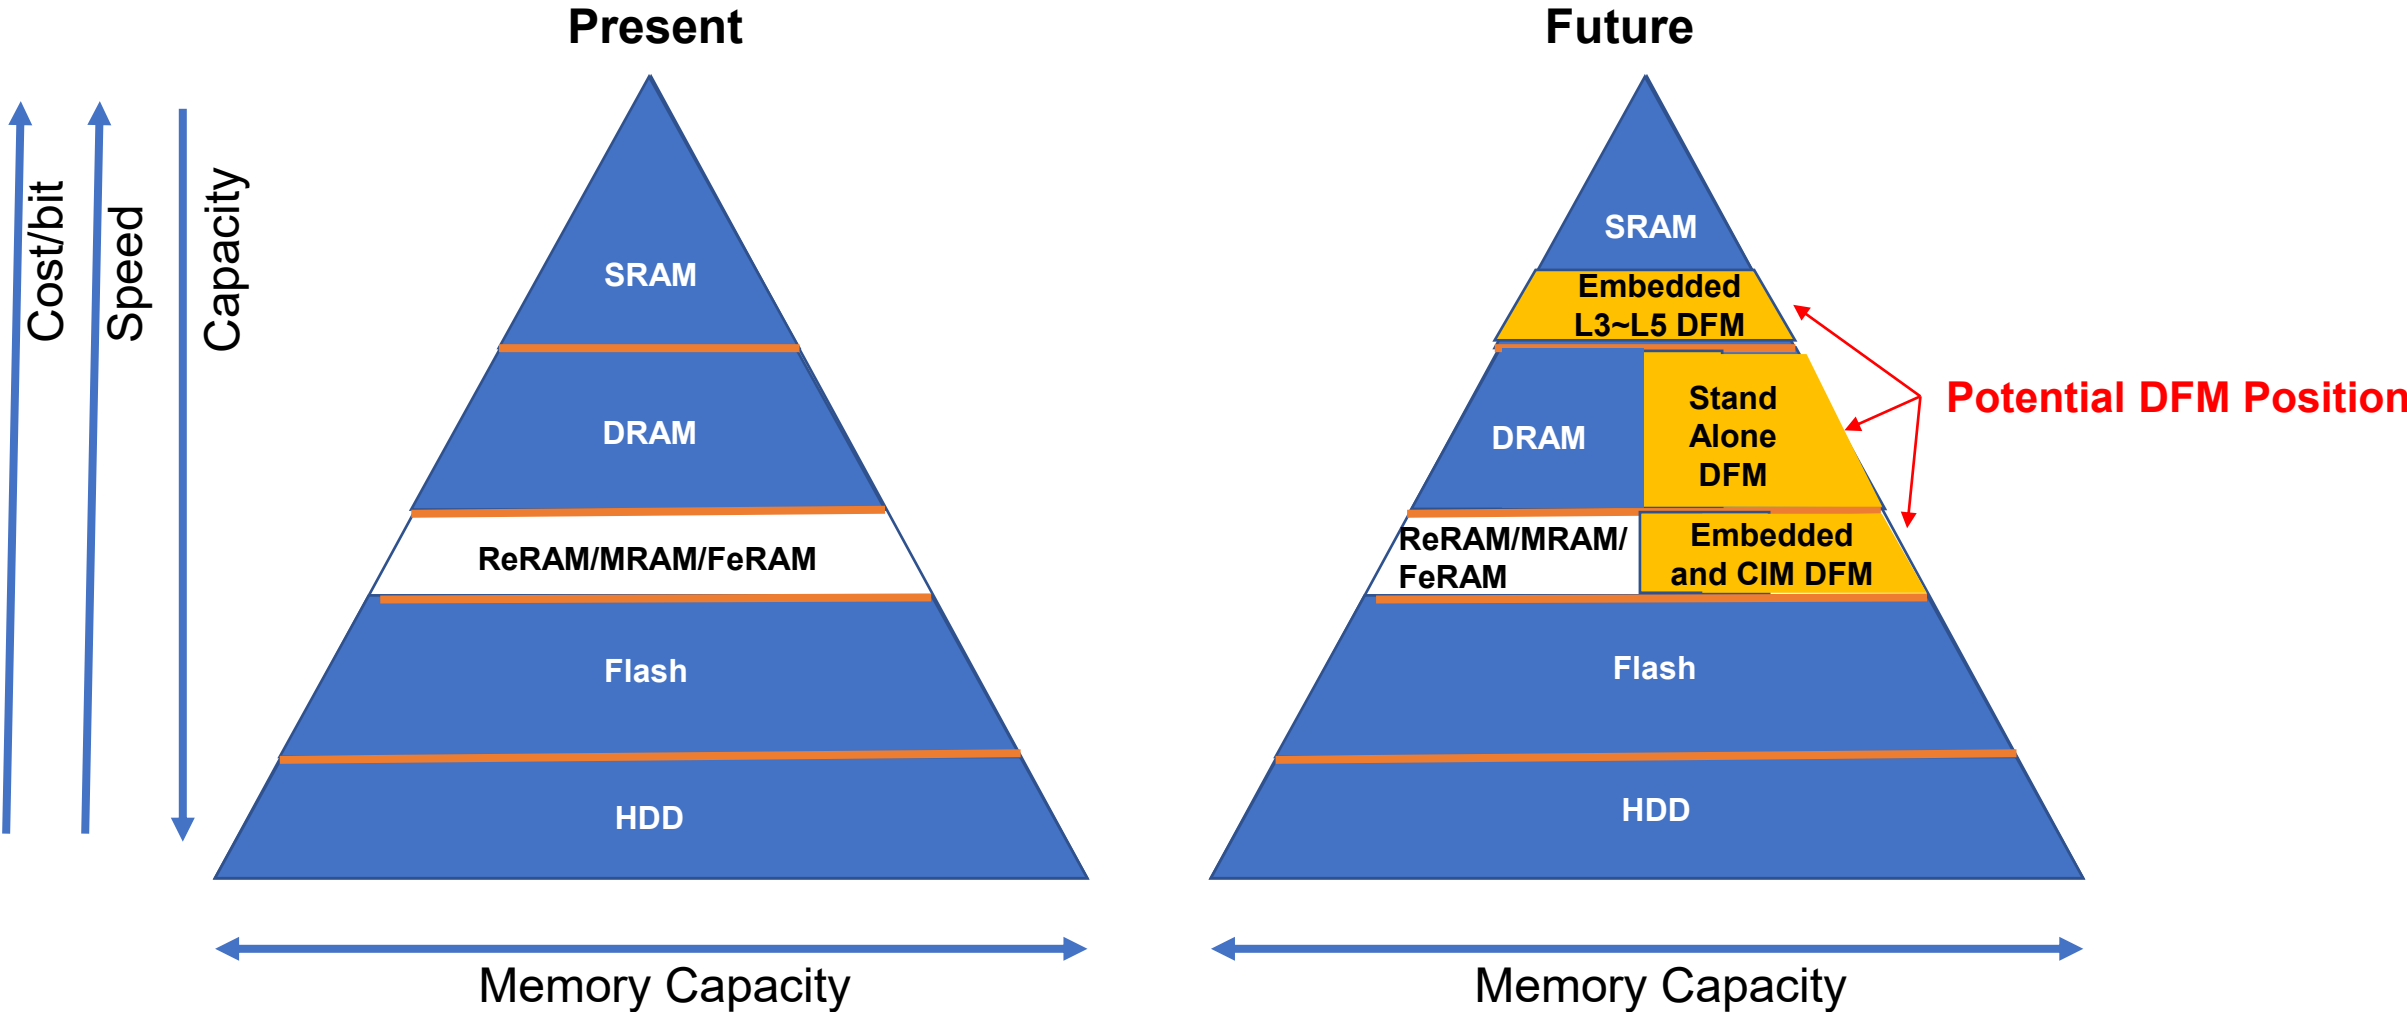 Present
Cost/bit
Speed
Capacity
SRAM
DRAM
ReRAM/MRAM/FeRAM
Flash
HDD
Memory Capacity
Future
SRAM
Embedded
L3~L5 DFM
DRAM
Stand
Alone
DFM
Potential DFM Position
ReRAM/MRAM/
FeRAM
Embedded
and CIM DFM
Flash
HDD
Memory Capacity